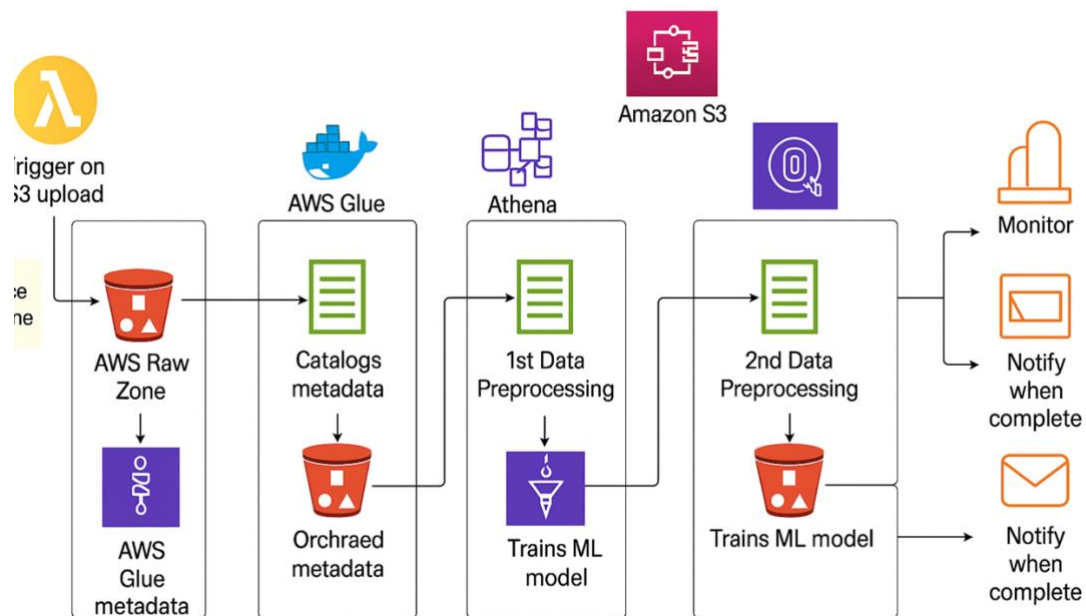 Trigger on
S3 upload
AWS Glue
Athena
Amazon S3
Monitor
ce
ne
AWS Raw
Zone
Catalogs
metadata
1st Data
Preprocessing
2nd Data
Preprocessing
Notify
when
complete
AWS
Glue
metadata
Orchraed
metadata
Trains ML
model
Trains ML model
Notify
when
complete